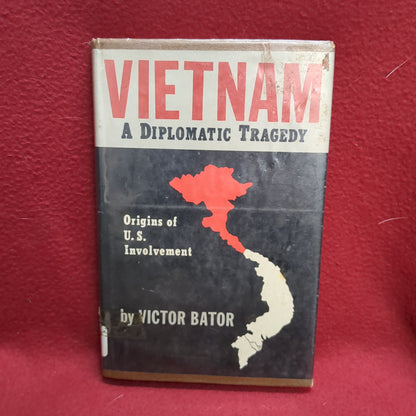 VIETNAM
A DIPLOMATIC TRAGEDY
Origins of
U.S.
Involvement
by VICTOR BATOR